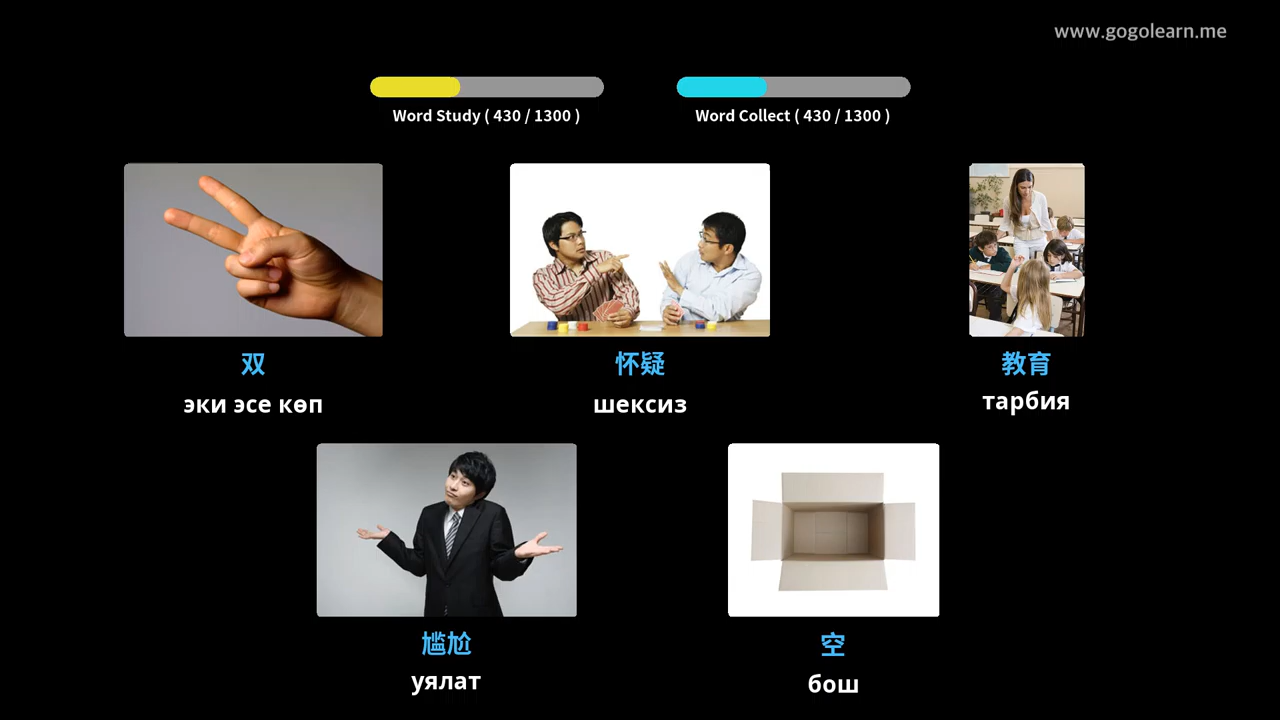 www.gogolearn.me
Word Study ( 430 / 1300 )
Word Collect ( 430 / 1300 )
双
эки эсе көп
怀疑
шексиз
教育
тарбия
尴尬
уялат
空
бош